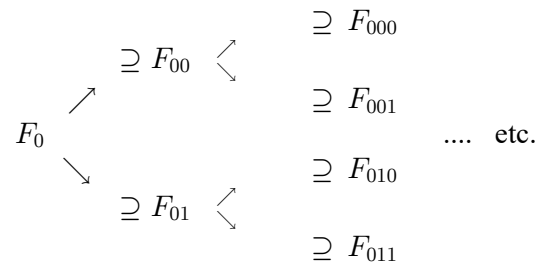 ⊇ F₀₀₀
⊇ F₀₀
⊇ F₀₀₁
F₀ .... etc.
⊇ F₀₁₀
⊇ F₀₁
⊇ F₀₁₁